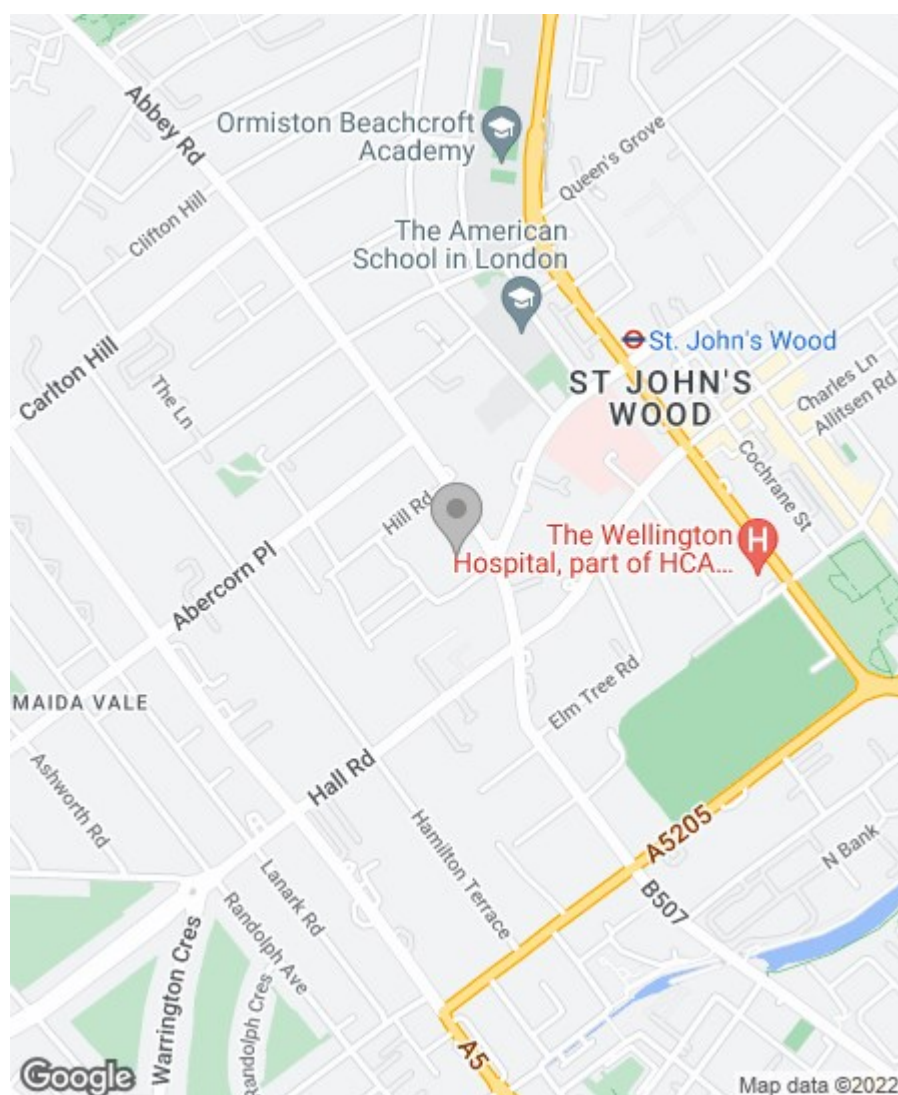 Abbey Rd
Ormiston Beachcroft
Academy
Queen's Grove
Clifton Hill
The American
School in London
St. John's Wood
ST JOHN'S
WOOD
Carlton Hill
The Ln
Charles Ln
Allitsen Rd
Cochrane St
Hill Rd
The Wellington
Hospital, part of HCA...
H
Abercorn Pl
Elm Tree Rd
MAIDA VALE
Hall Rd
Ashworth Rd
Hamilton Terrace
A5205
N Bank
Lanark Rd
B507
Randolph Ave
Warrington Cres
Randolph Cres
A5
Google
Map data ©2022